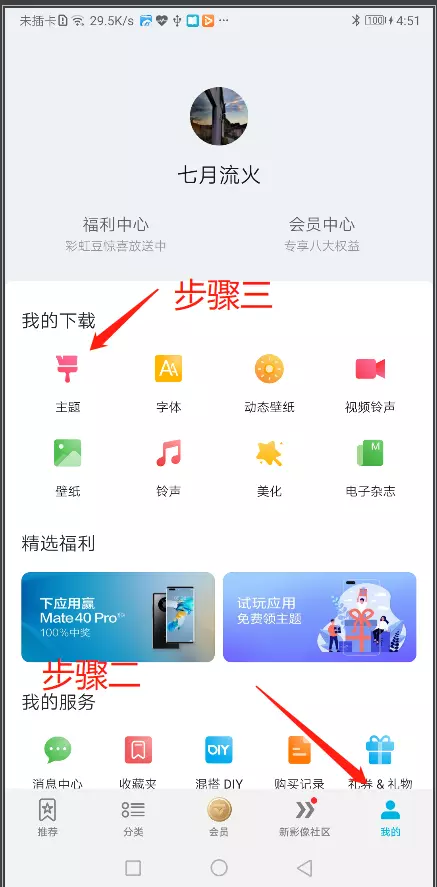 未插卡 29.5K/s 100 4:51
七月流火
福利中心 会员中心
彩虹豆惊喜放送中 专享八大权益
步骤三
我的下载
主题 字体 动态壁纸 视频铃声
壁纸 铃声 美化 电子杂志
精选福利
下应用赢 试玩应用
Mate 40 Pro 免费领主题
100%中奖
步骤二
我的服务
DIY
消息中心 收藏夹 混搭 DIY 购买记录 礼券 & 礼物
推荐 分类 会员 新影像社区 我的